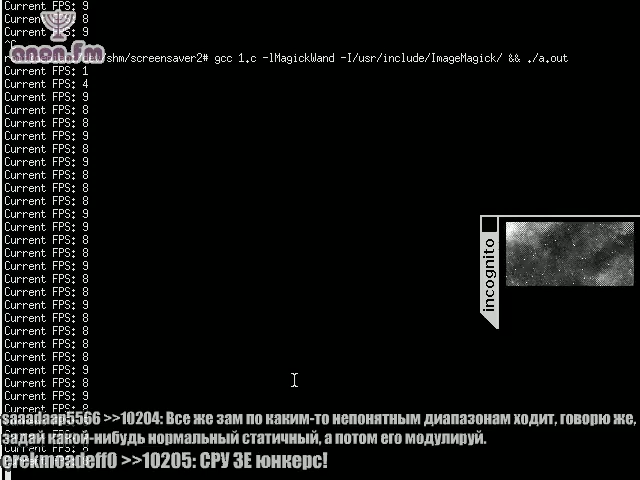 Current FPS: 9
Current FPS: 8
Current FPS: 9
anon.fm
/shm/screensaver2# gcc 1.c -lMagickWand -I/usr/include/ImageMagick/ && ./a.out
Current FPS: 1
Current FPS: 4
Current FPS: 9
Current FPS: 8
Current FPS: 8
Current FPS: 9
Current FPS: 8
Current FPS: 9
Current FPS: 8
Current FPS: 8
Current FPS: 8
Current FPS: 9
Current FPS: 9
Current FPS: 8
Current FPS: 8
Current FPS: 9
Current FPS: 8
Current FPS: 8
Current FPS: 9
Current FPS: 8
Current FPS: 8
Current FPS: 8
Current FPS: 9
Current FPS: 8
Current FPS: 9
incognito
saaadaap5566 >>10204: Все же зам по каким-то непонятным диапазонам ходит, говорю же,
задай какой-нибудь нормальный статичный, а потом его модулируй.
erekmoadeff0 >>10205: СРУ ЗЕ юнкерс!